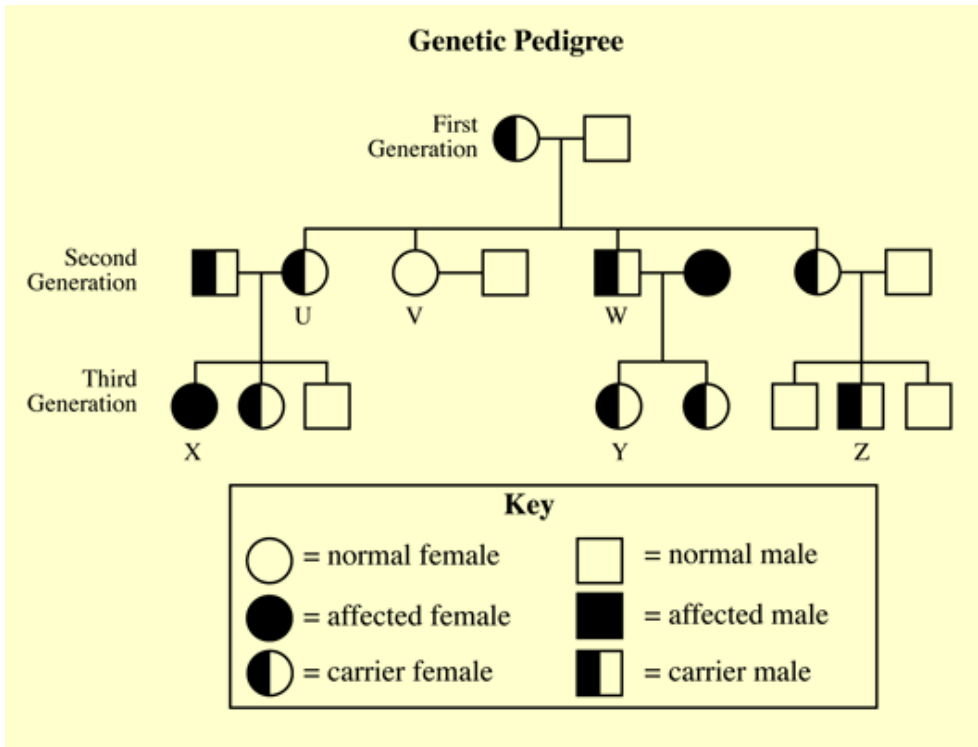 Genetic Pedigree
First
Generation
Second
Generation
U
V
W
Third
Generation
X
Y
Z
Key
= normal female
= normal male
= affected female
= affected male
= carrier female
= carrier male